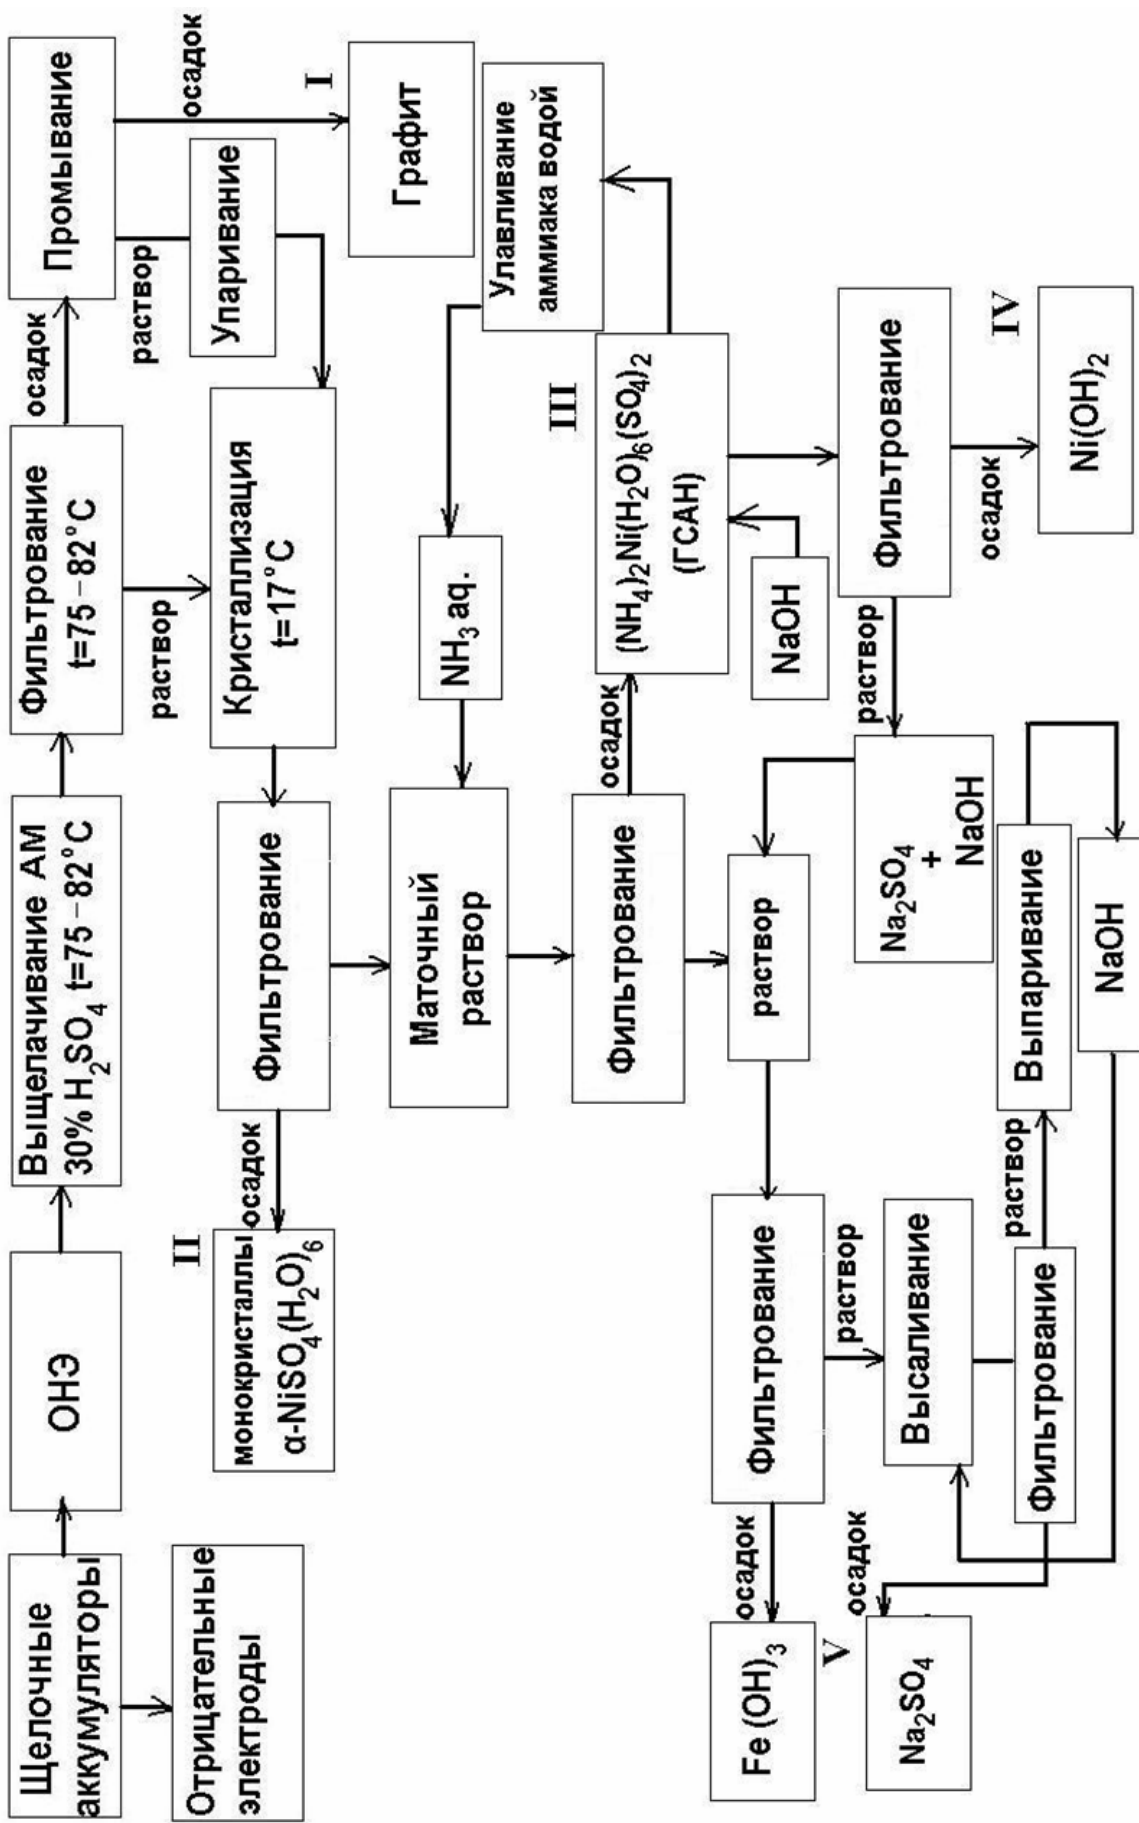 Щелочные
аккумуляторы
ОНЭ
Выщелачивание АМ
30% H₂SO₄ t=75–82°C
Фильтрование
t=75–82°C
осадок
Промывание
Отрицательные
электроды
раствор
раствор
Упаривание
осадок
I
Графит
II
монокристаллы
α-NiSO₄(H₂O)₆
осадок
Фильтрование
Кристаллизация
t=17°C
Маточный
раствор
NH₃ aq.
Улавливание
аммиака водой
Фильтрование
осадок
III
(NH₄)₂Ni(H₂O)₆(SO₄)₂
(ГСАН)
NaOH
раствор
Na₂SO₄
+
NaOH
раствор
Фильтрование
осадок
IV
Ni(OH)₂
Fe (OH)₃
осадок
Фильтрование
раствор
V
Na₂SO₄
осадок
Высаливание
Фильтрование
раствор
Выпаривание
NaOH